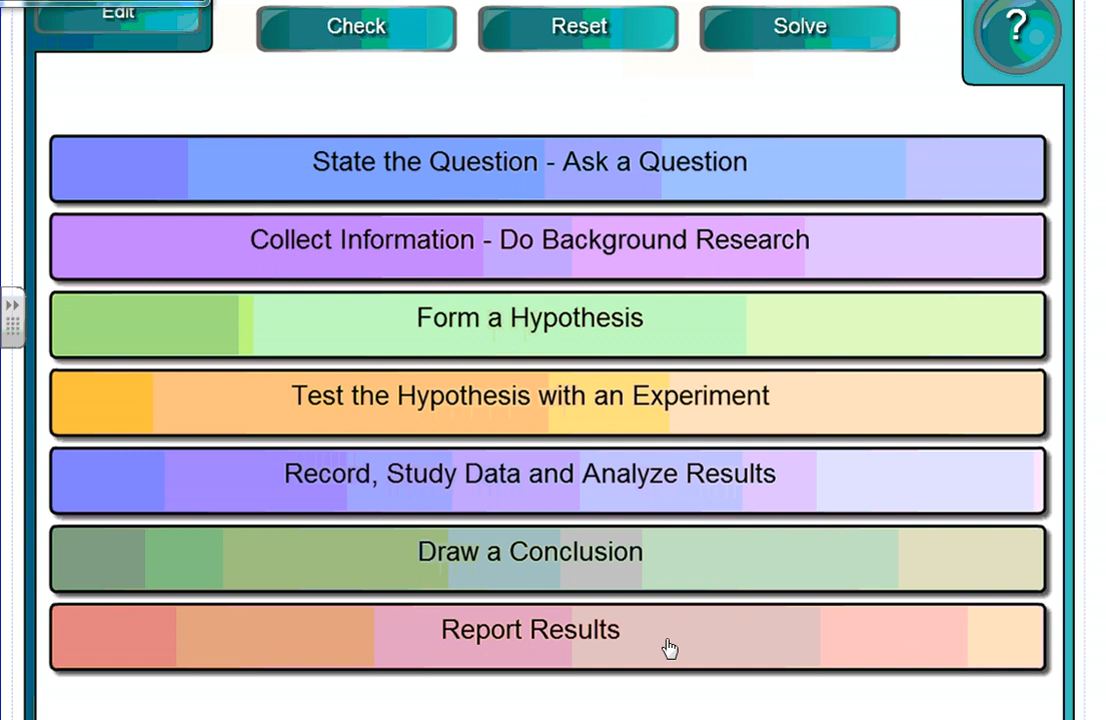 Edit
Check
Reset
Solve
?
State the Question - Ask a Question
Collect Information - Do Background Research
Form a Hypothesis
Test the Hypothesis with an Experiment
Record, Study Data and Analyze Results
Draw a Conclusion
Report Results